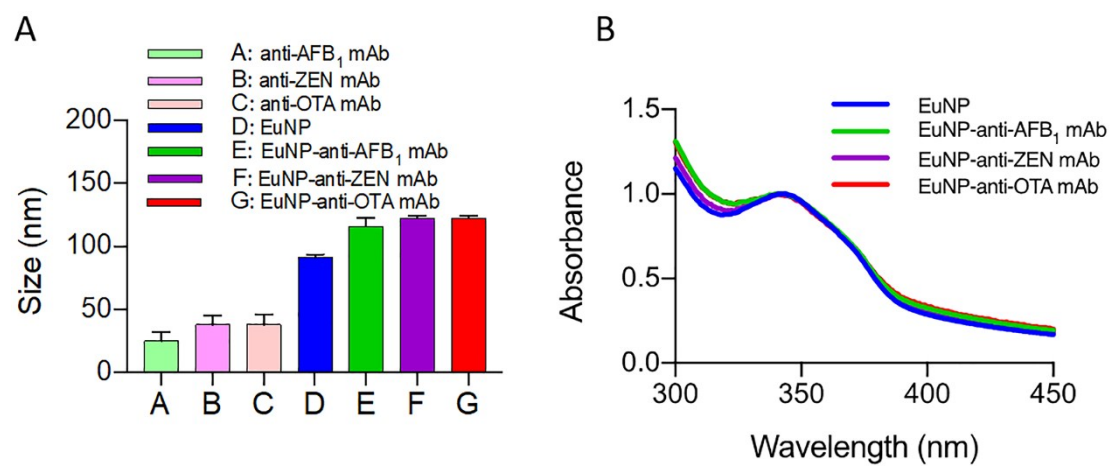 A
A: anti-AFB₁ mAb
B: anti-ZEN mAb
C: anti-OTA mAb
D: EuNP
E: EuNP-anti-AFB₁ mAb
F: EuNP-anti-ZEN mAb
G: EuNP-anti-OTA mAb
Size (nm)
200
150
100
50
0
A B C D E F G
B
EuNP
EuNP-anti-AFB₁ mAb
EuNP-anti-ZEN mAb
EuNP-anti-OTA mAb
Absorbance
1.5
1.0
0.5
0.0
300 350 400 450
Wavelength (nm)